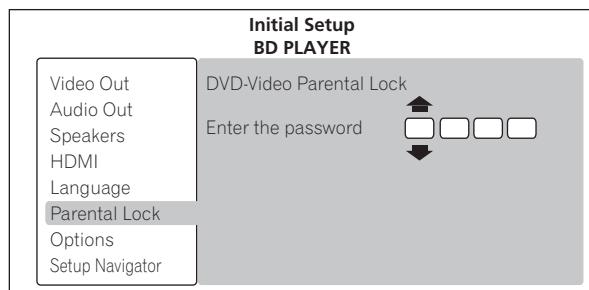 Initial Setup
BD PLAYER
Video Out
Audio Out
Speakers
HDMI
Language
Parental Lock
Options
Setup Navigator
DVD-Video Parental Lock
Enter the password